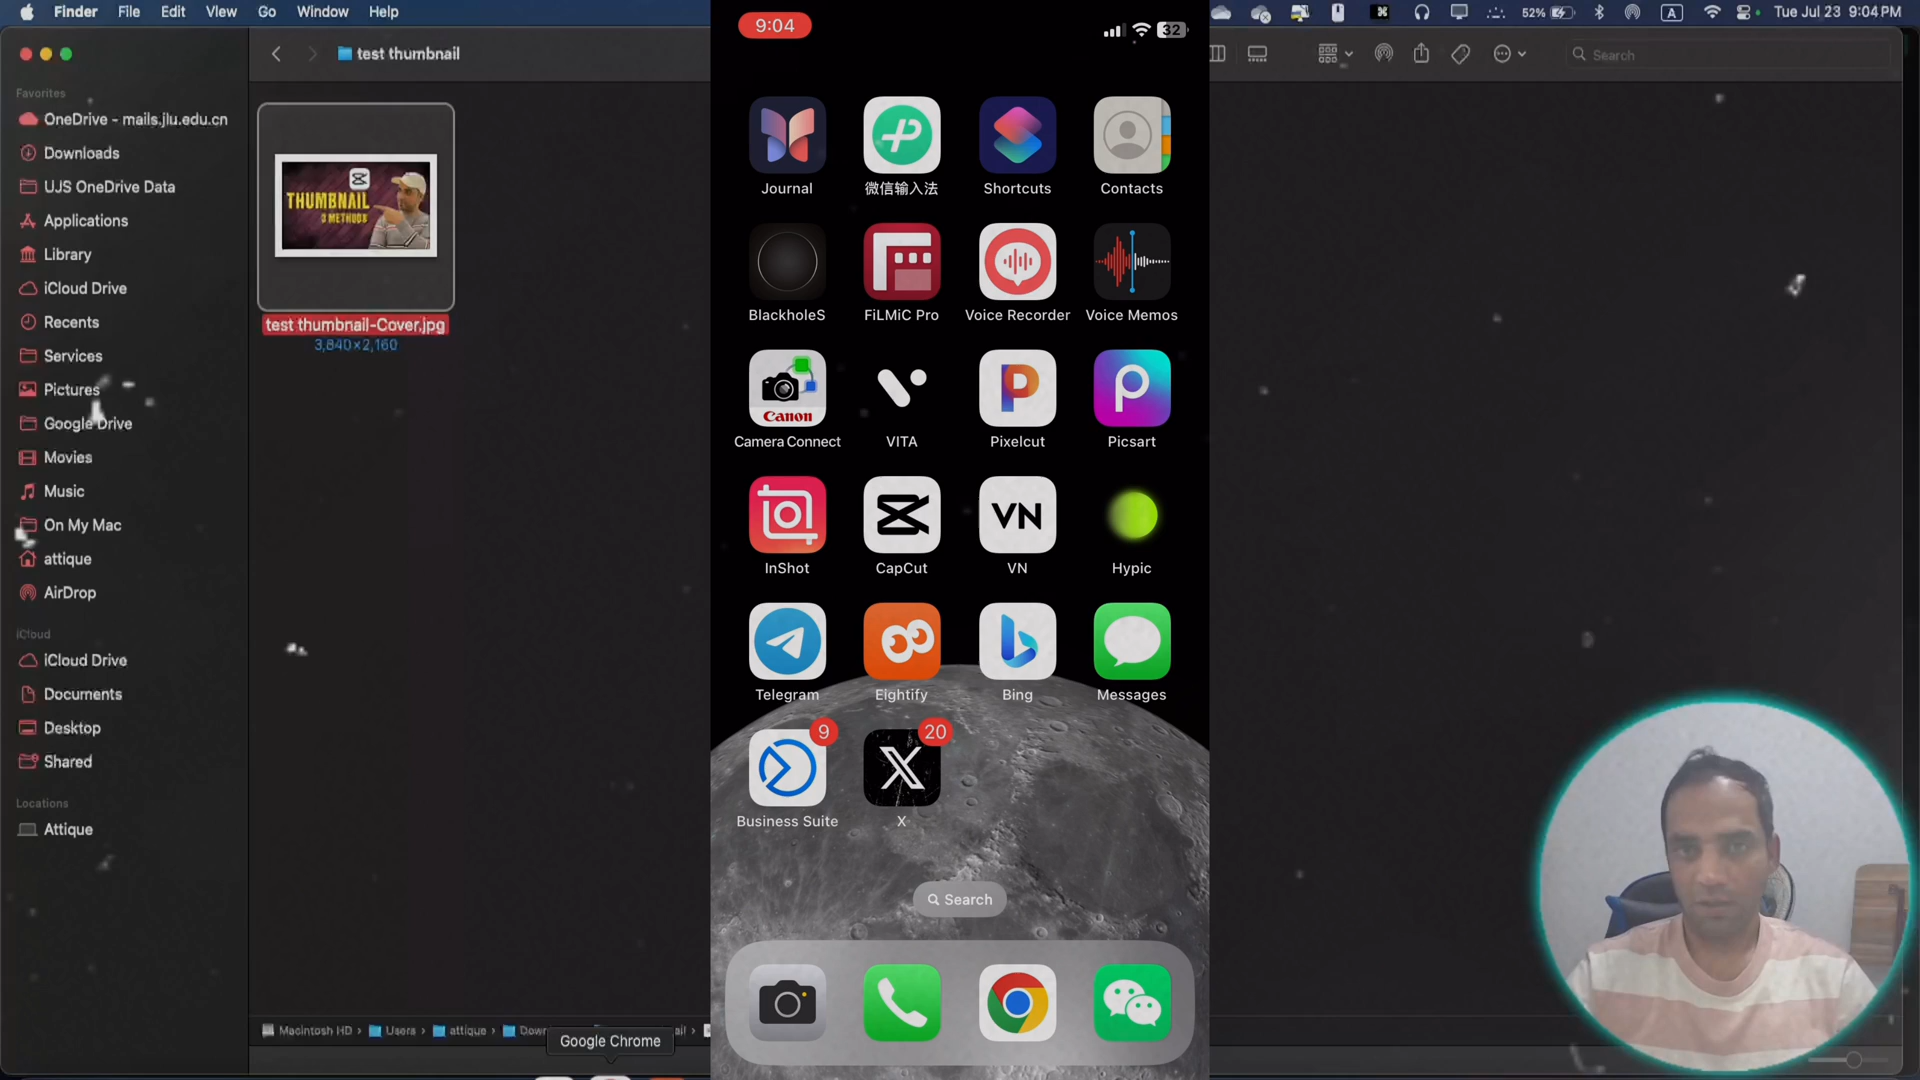 Finder File Edit View Go Window Help
52% A Tue Jul 23 9:04 PM
test thumbnail
Search
Favorites
OneDrive - mails.jlu.edu.cn
Downloads
UJS OneDrive Data
Applications
Library
iCloud Drive
Recents
Services
Pictures
Google Drive
Movies
Music
On My Mac
attique
AirDrop
iCloud
iCloud Drive
Documents
Desktop
Shared
Locations
Attique
THUMBNAIL
3 METHODS
test thumbnail-Cover.jpg
3,840×2,160
9:04
32
Journal 微信输入法 Shortcuts Contacts
BlackholeS FiLMiC Pro Voice Recorder Voice Memos
Canon
Camera Connect VITA Pixelcut Picsart
VN
InShot CapCut VN Hypic
Telegram Eightify Bing Messages
9 20
Business Suite X
Search
Macintosh HD › Users › attique ›
Google Chrome